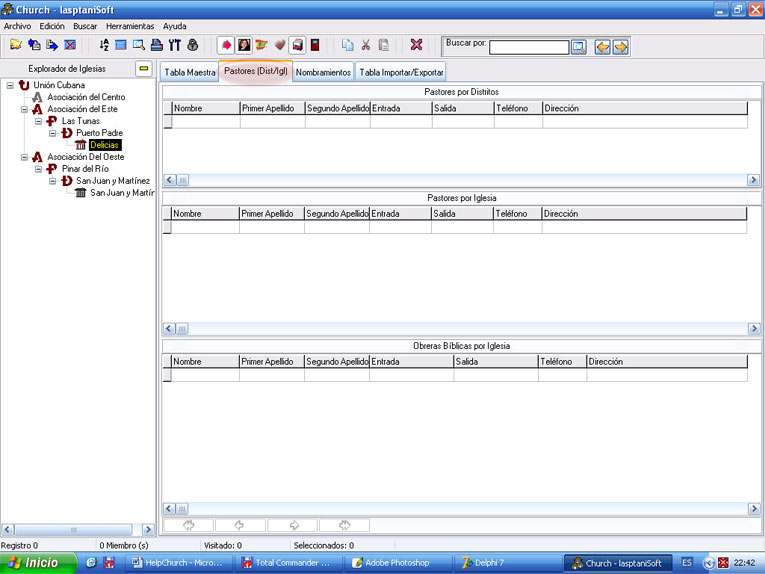 Church - IasptaniSoft
Archivo Edición Buscar Herramientas Ayuda
Buscar por:
Explorador de Iglesias
Tabla Maestra Pastores (Dist/Igl) Nombramientos Tabla Importar/Exportar
Unión Cubana
Asociación del Centro
Asociación del Este
Las Tunas
Puerto Padre
Delicias
Asociación Del Oeste
Pinar del Río
San Juan y Martínez
San Juan y Martír
Pastores por Distritos
Nombre Primer Apellido Segundo Apellido Entrada Salida Teléfono Dirección
Pastores por Iglesia
Nombre Primer Apellido Segundo Apellido Entrada Salida Teléfono Dirección
Obreras Bíblicas por Iglesia
Nombre Primer Apellido Segundo Apellido Entrada Salida Teléfono Dirección
Registro 0 0 Miembro (s) Visitado: 0 Seleccionados: 0
Inicio HelpChurch - Micro... Total Commander ... Adobe Photoshop Delphi 7 Church - IasptaniSoft ES 22:42